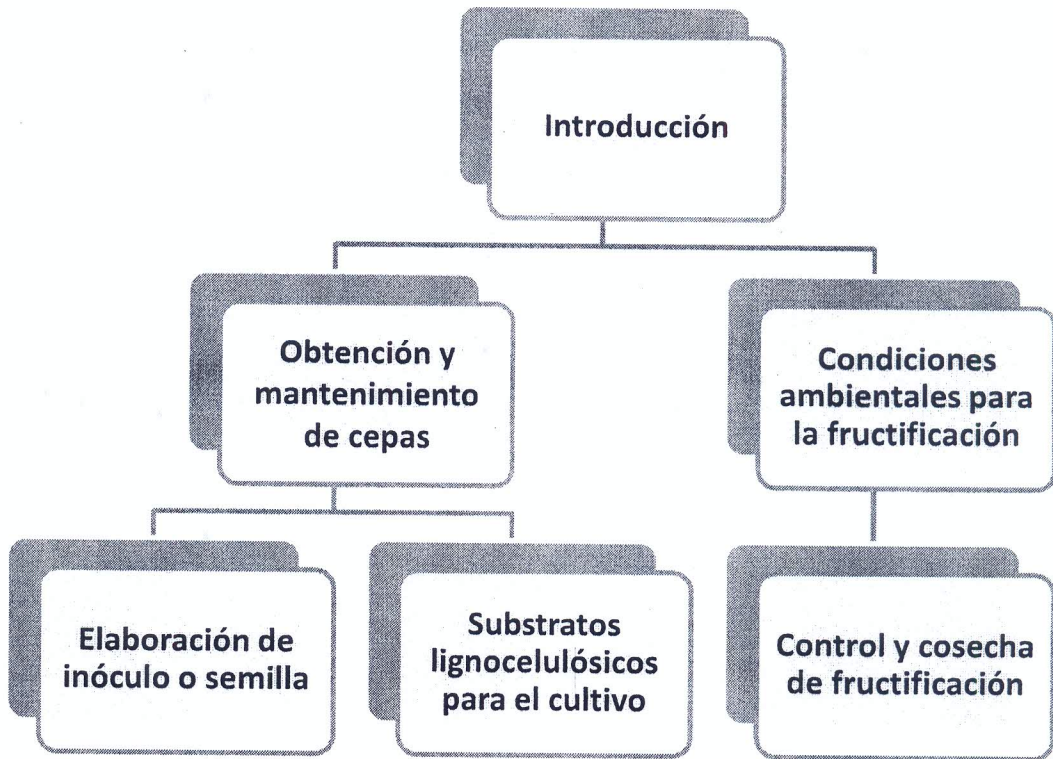 Introducción
Obtención y
mantenimiento
de cepas
Condiciones
ambientales para
la fructificación
Elaboración de
inóculo o semilla
Substratos
lignocelulósicos
para el cultivo
Control y cosecha
de fructificación